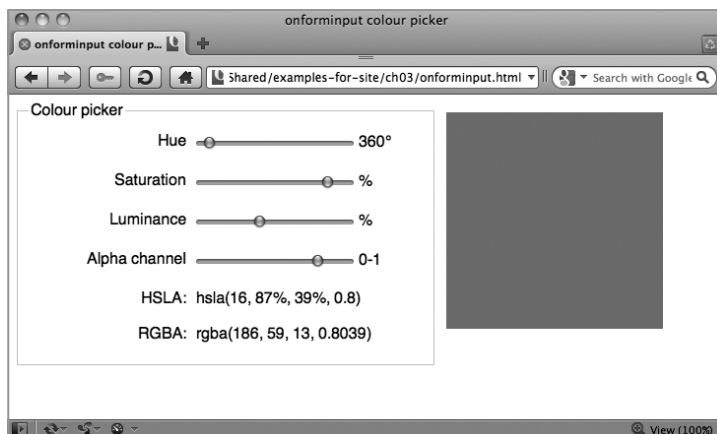 onforminput colour picker
onforminput colour p...
Shared/examples-for-site/ch03/onforminput.html
Search with Google
Colour picker
Hue 360°
Saturation %
Luminance %
Alpha channel 0-1
HSLA: hsla(16, 87%, 39%, 0.8)
RGBA: rgba(186, 59, 13, 0.8039)
View (100%)